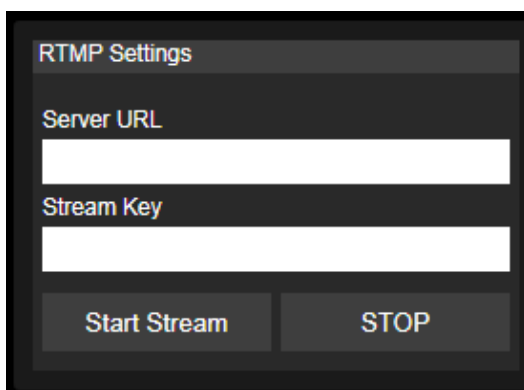 RTMP Settings
Server URL
Stream Key
Start Stream STOP